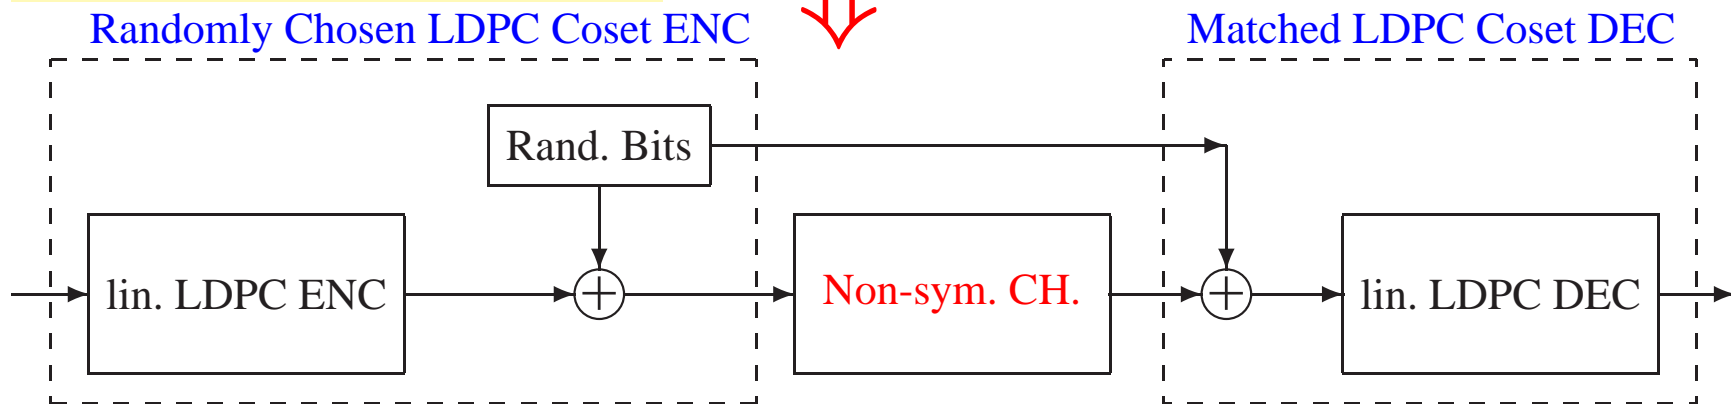 Randomly Chosen LDPC Coset ENC
Matched LDPC Coset DEC
Rand. Bits
lin. LDPC ENC
Non-sym. CH.
lin. LDPC DEC